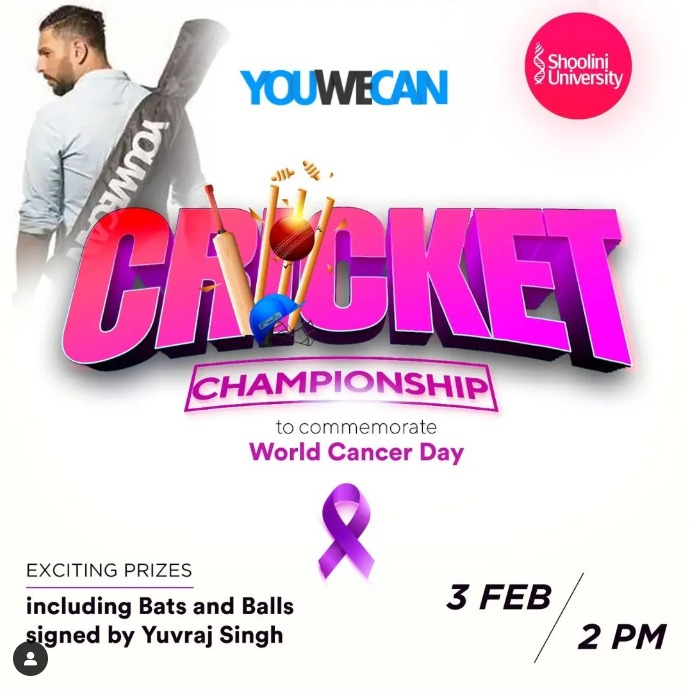 YOUWECAN
YOUWECAN
Shoolini
University
CRICKET
CHAMPIONSHIP
to commemorate
World Cancer Day
EXCITING PRIZES
including Bats and Balls
signed by Yuvraj Singh
3 FEB
2 PM